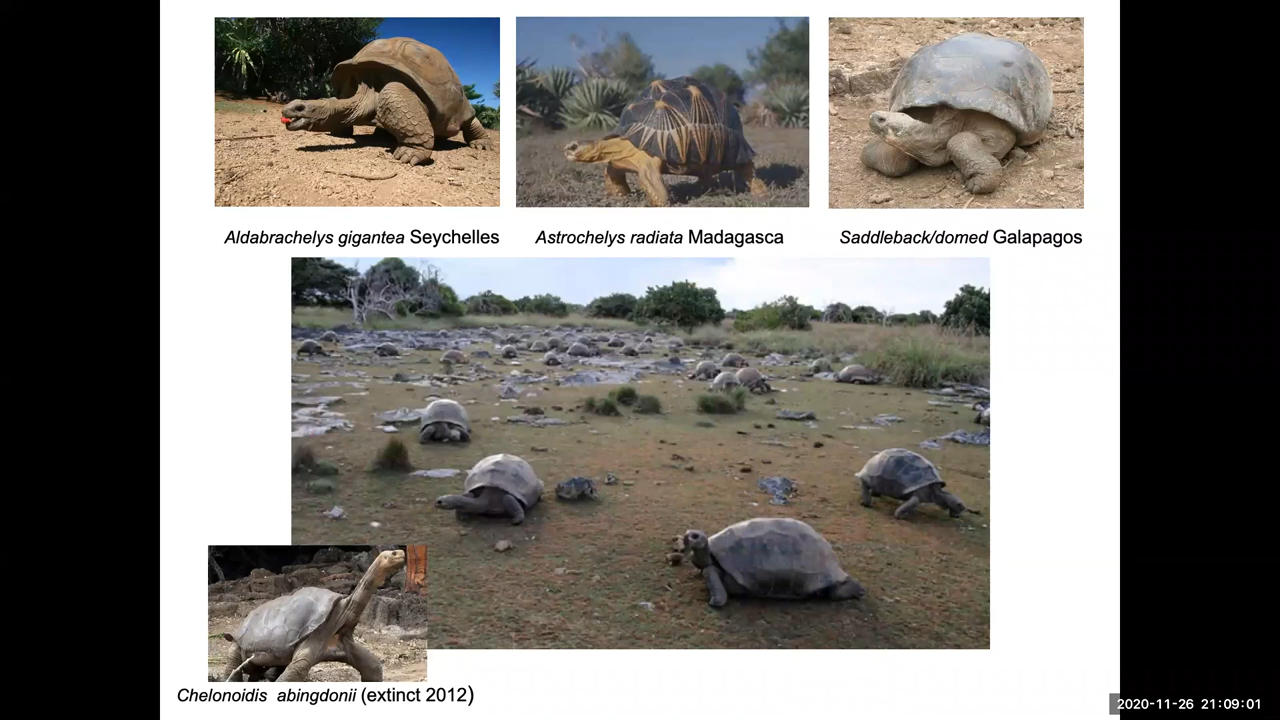 Aldabrachelys gigantea Seychelles
Astrochelys radiata Madagasca
Saddleback/domed Galapagos
Chelonoidis abingdonii (extinct 2012)
2020-11-26 21:09:01